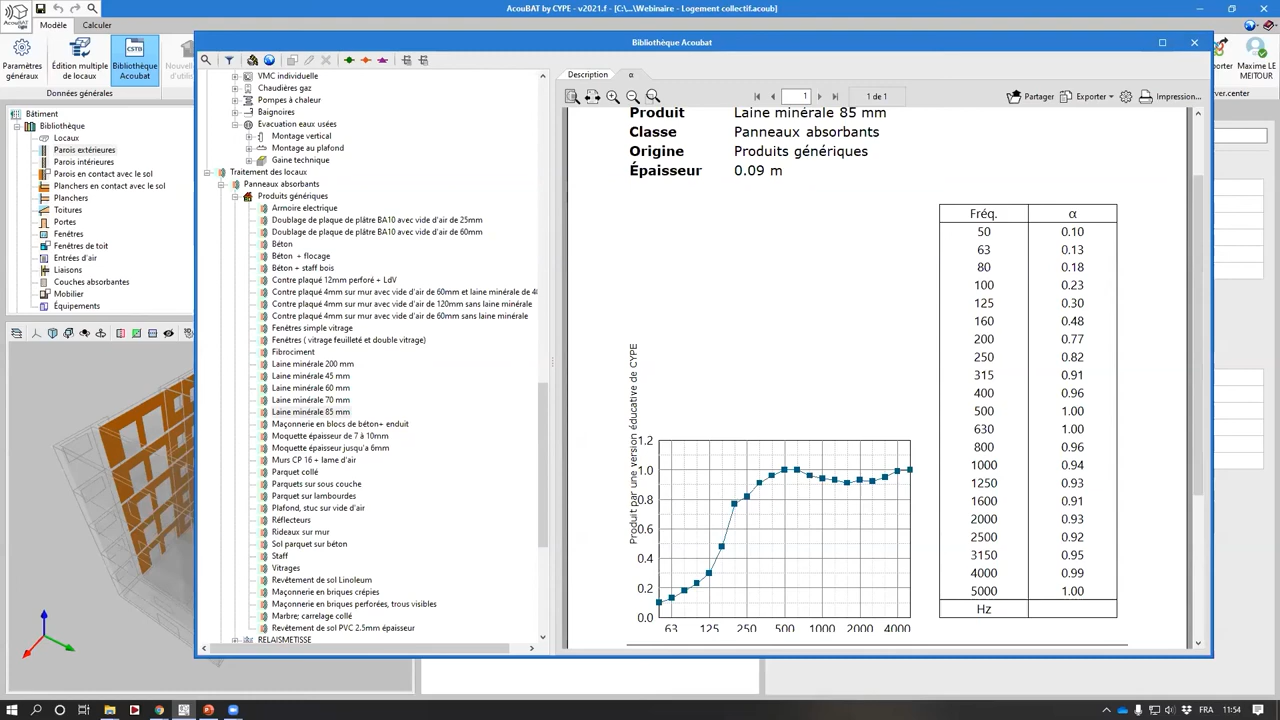 AcouBAT by CYPE - v2021.f - [C:\...\Webinaire - Logement collectif.acoub]
AcouBAT
Modèle
Calculer
Paramètres
généraux
Édition multiple
de locaux
CSTB
Bibliothèque
Acoubat
Nouvelle
Données générales
Maxime LE
MEITOUR
Bâtiment
Bibliothèque
Locaux
Parois extérieures
Parois intérieures
Parois en contact avec le sol
Planchers en contact avec le sol
Planchers
Toitures
Portes
Fenêtres
Fenêtres de toit
Entrées d'air
Liaisons
Couches absorbantes
Mobilier
Équipements
Bibliothèque Acoubat
VMC individuelle
Chaudières gaz
Pompes à chaleur
Baignoires
Evacuation eaux usées
Montage vertical
Montage au plafond
Gaine technique
Traitement des locaux
Panneaux absorbants
Produits génériques
Armoire electrique
Doublage de plaque de plâtre BA10 avec vide d'air de 25mm
Doublage de plaque de plâtre BA10 avec vide d'air de 60mm
Béton
Béton + flocage
Béton + staff bois
Contre plaqué 12mm perforé + LdV
Contre plaqué 4mm sur mur avec vide d'air de 60mm et laine minérale de 4
Contre plaqué 4mm sur mur avec vide d'air de 120mm sans laine minérale
Contre plaqué 4mm sur mur avec vide d'air de 60mm sans laine minérale
Fenêtres simple vitrage
Fenêtres ( vitrage feuilleté et double vitrage)
Fibrociment
Laine minérale 200 mm
Laine minérale 45 mm
Laine minérale 60 mm
Laine minérale 70 mm
Laine minérale 85 mm
Maçonnerie en blocs de béton+ enduit
Moquette épaisseur de 7 à 10mm
Moquette épaisseur jusqu'a 6mm
Murs CP 16 + lame d'air
Parquet collé
Parquets sur sous couche
Parquet sur lambourdes
Plafond, stuc sur vide d'air
Réflecteurs
Rideaux sur mur
Sol parquet sur béton
Staff
Vitrages
Revêtement de sol Linoleum
Maçonnerie en briques crépies
Maçonnerie en briques perforées, trous visibles
Marbre; carrelage collé
Revêtement de sol PVC 2.5mm épaisseur
RELAISMETISSE
Description
α
1
1 de 1
Partager
Exporter
Impression...
Produit Laine minérale 85 mm
Classe Panneaux absorbants
Origine Produits génériques
Épaisseur 0.09 m
Fréq. α
50 0.10
63 0.13
80 0.18
100 0.23
125 0.30
160 0.48
200 0.77
250 0.82
315 0.91
400 0.96
500 1.00
630 1.00
800 0.96
1000 0.94
1250 0.93
1600 0.91
2000 0.93
2500 0.92
3150 0.95
4000 0.99
5000 1.00
Hz
Produit par une version éducative de CYPE
1.2
1.0
0.8
0.6
0.4
0.2
0.0
63 125 250 500 1000 2000 4000
FRA
11:54